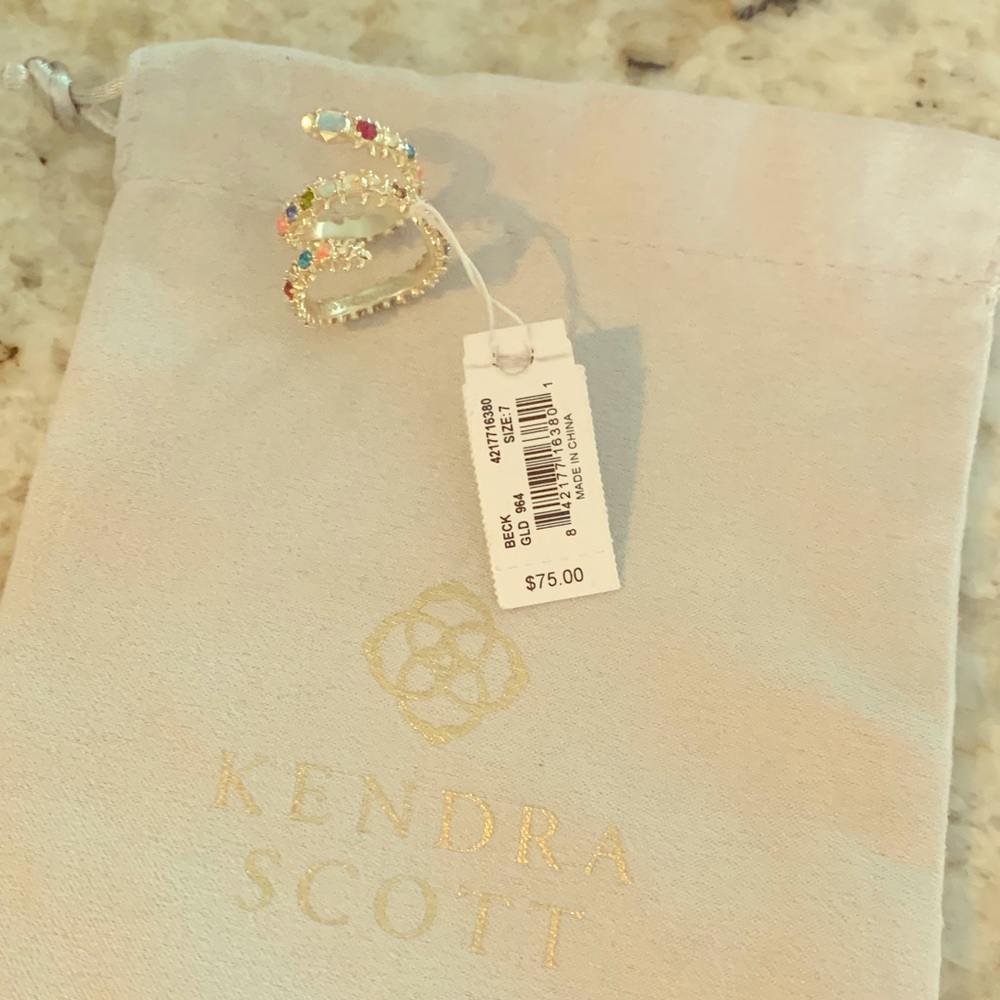 4217716380
SIZE:7
BECK
GLD 964
8 42177 16380 1
MADE IN CHINA
$75.00
KENDRA
SCOTT